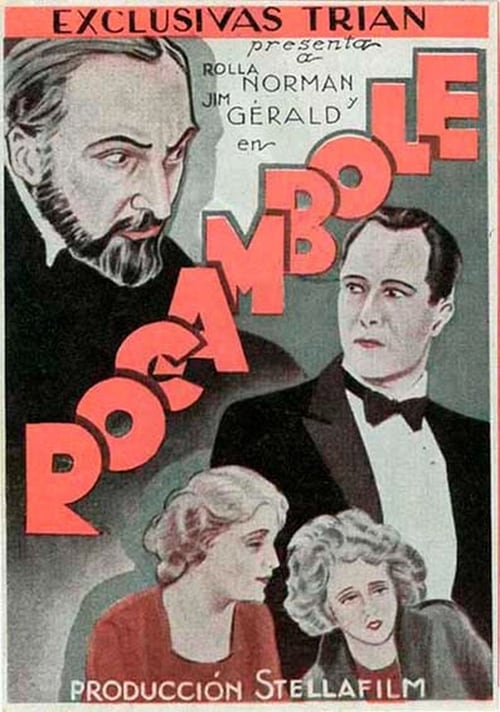 EXCLUSIVAS TRIAN
presenta
a
ROLLA
NORMAN
y
JIM
GÉRALD
en
ROCAMBOLE
PRODUCCIÓN STELLAFILM